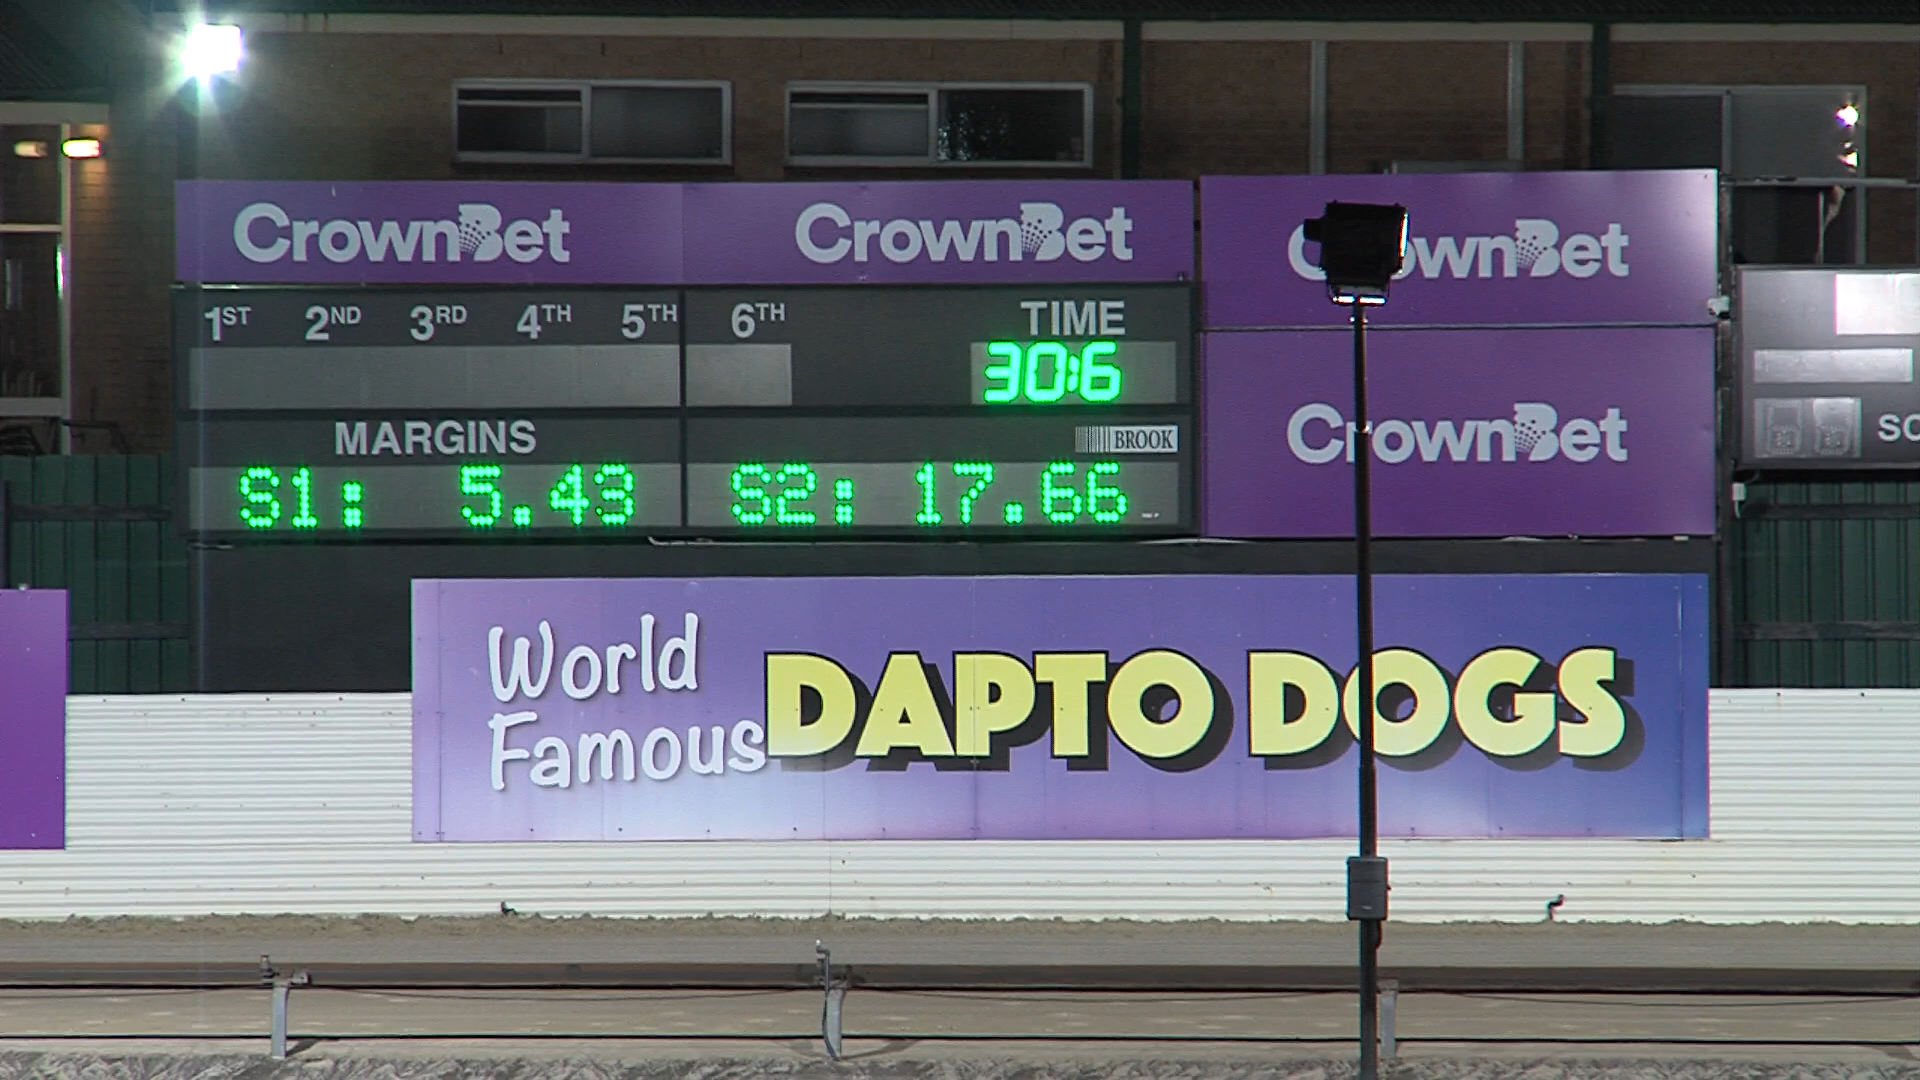 CrownBet CrownBet
CrownBet
1ST 2ND 3RD 4TH 5TH 6TH TIME
30:6
MARGINS BROOK
CrownBet
S1: 5.43 S2: 17.66
World
Famous
DAPTO DOGS